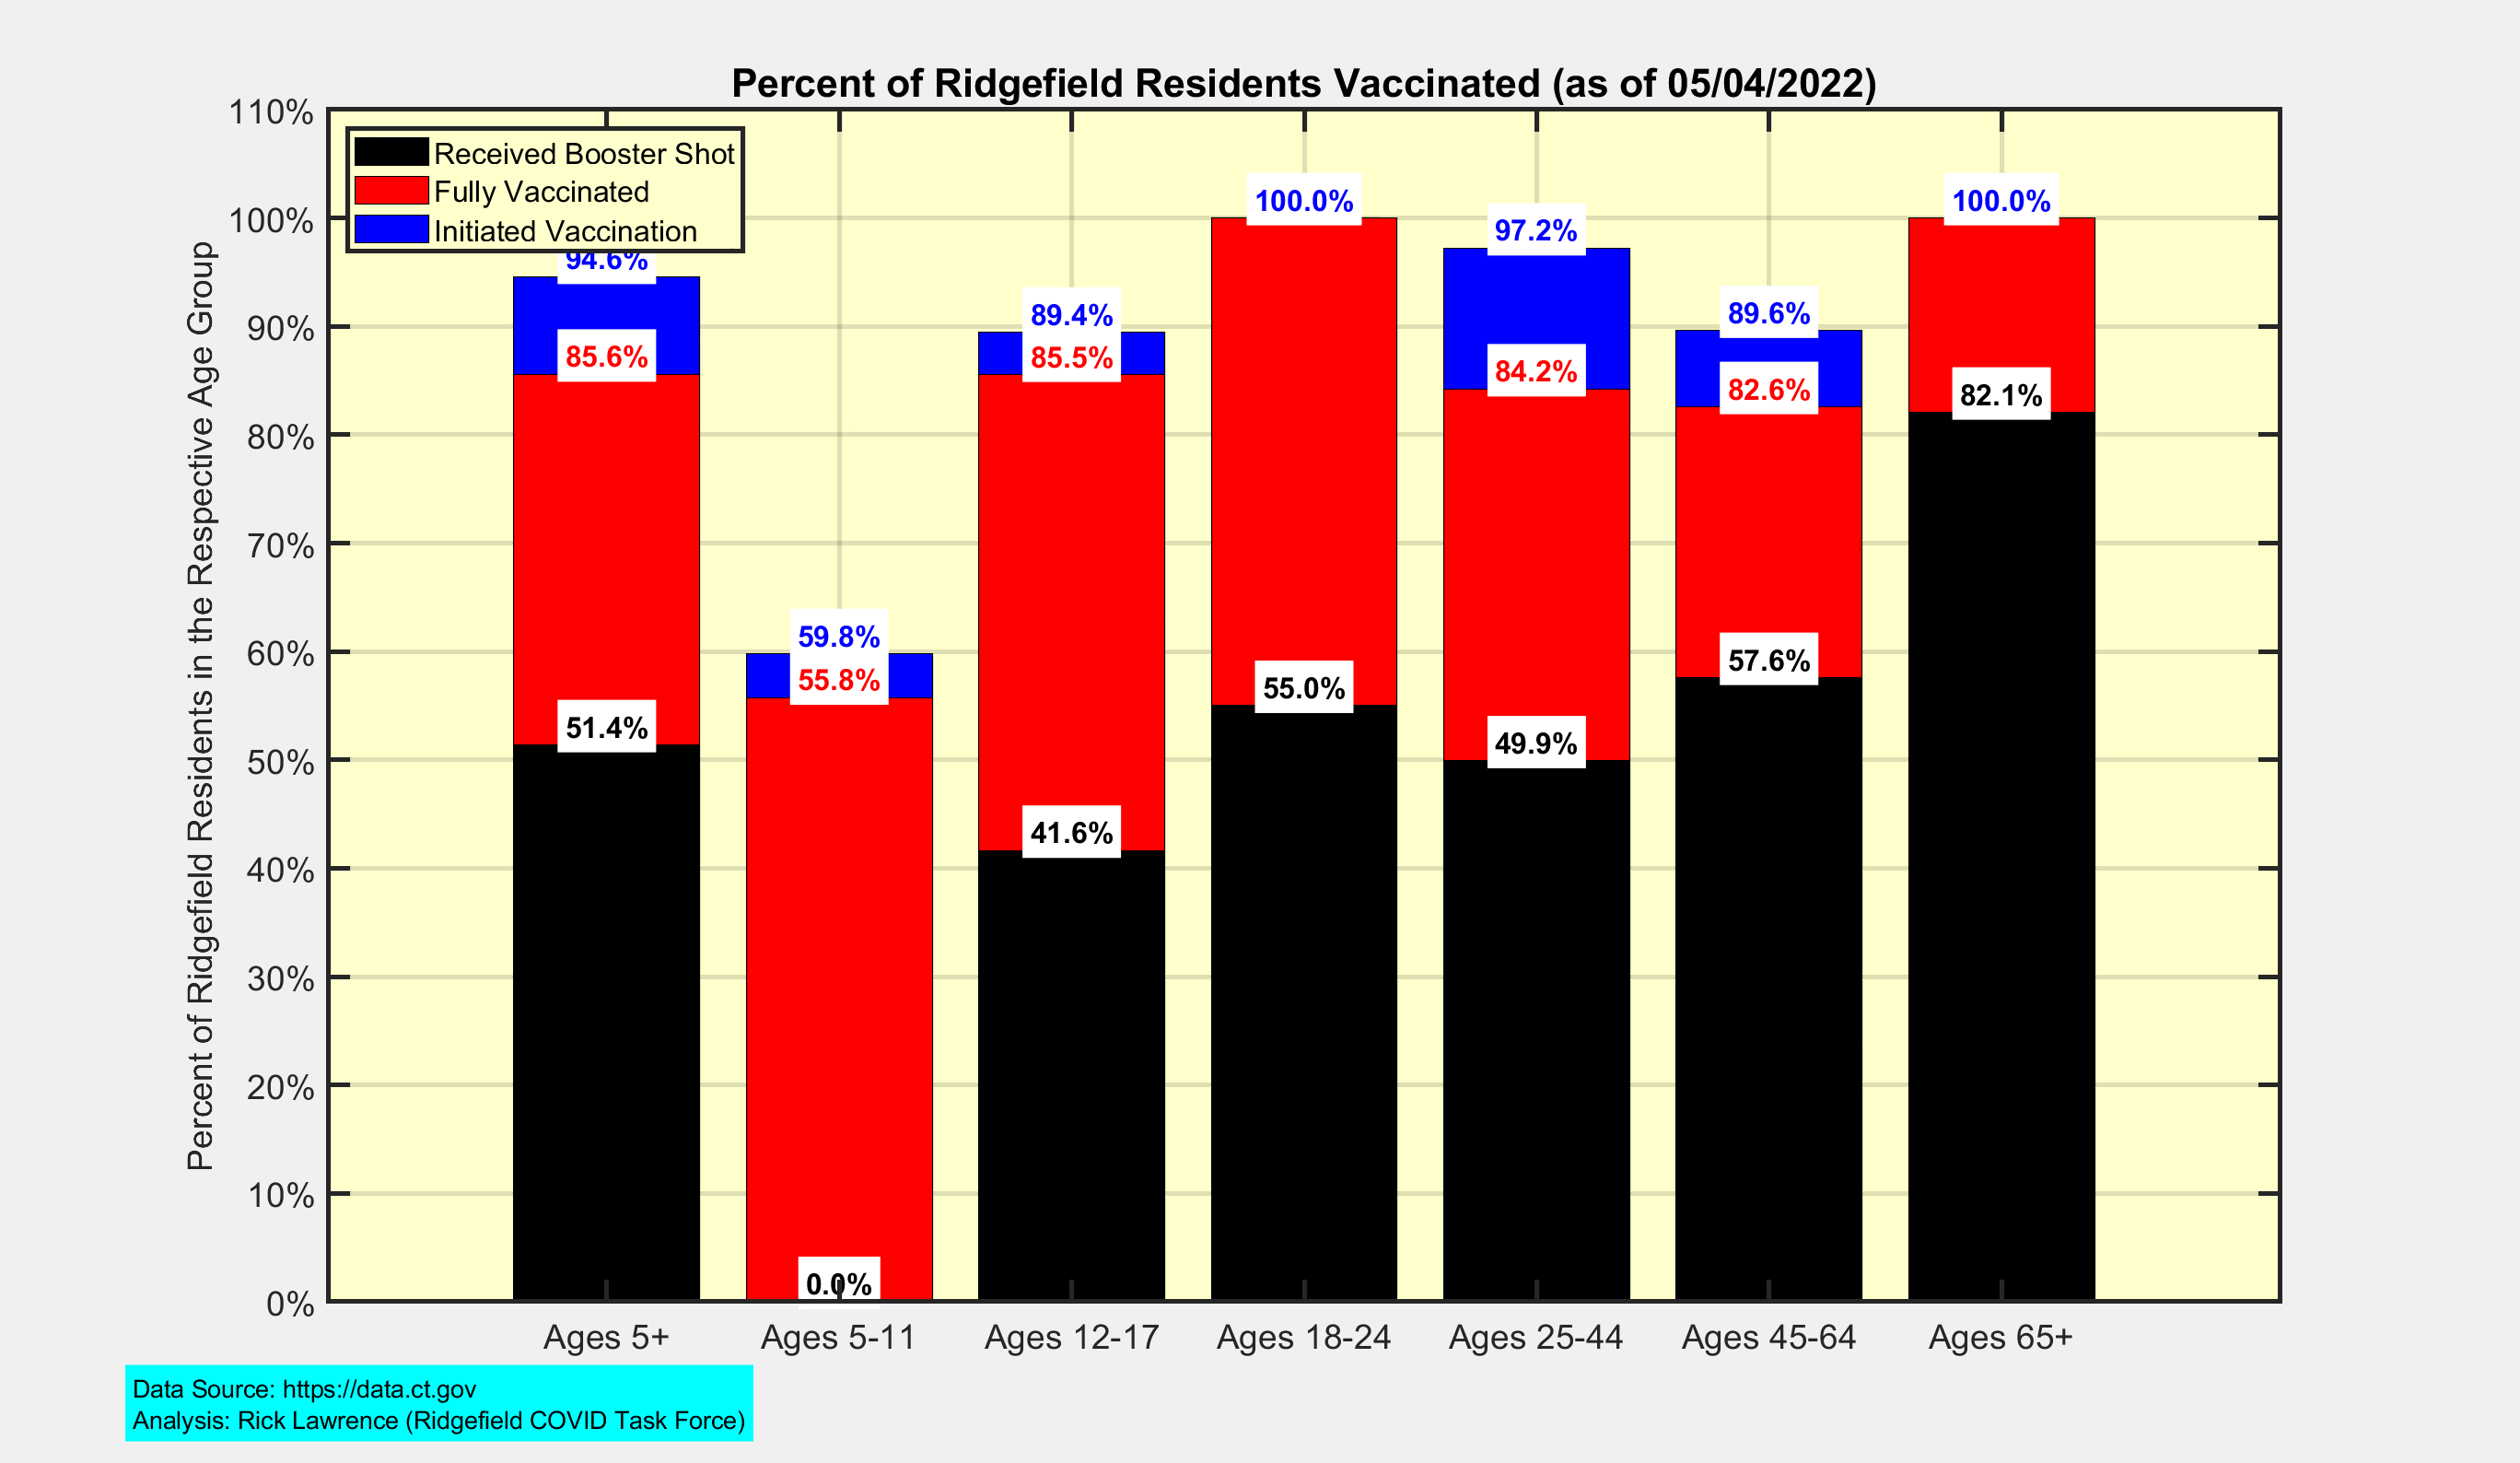 Percent of Ridgefield Residents Vaccinated (as of 05/04/2022)
Percent of Ridgefield Residents in the Respective Age Group
110%
100%
90%
80%
70%
60%
50%
40%
30%
20%
10%
0%
Received Booster Shot
Fully Vaccinated
Initiated Vaccination
94.6%
85.6%
51.4%
59.8%
55.8%
0.0%
89.4%
85.5%
41.6%
100.0%
55.0%
97.2%
84.2%
49.9%
89.6%
82.6%
57.6%
100.0%
82.1%
Ages 5+
Ages 5-11
Ages 12-17
Ages 18-24
Ages 25-44
Ages 45-64
Ages 65+
Data Source: https://data.ct.gov
Analysis: Rick Lawrence (Ridgefield COVID Task Force)